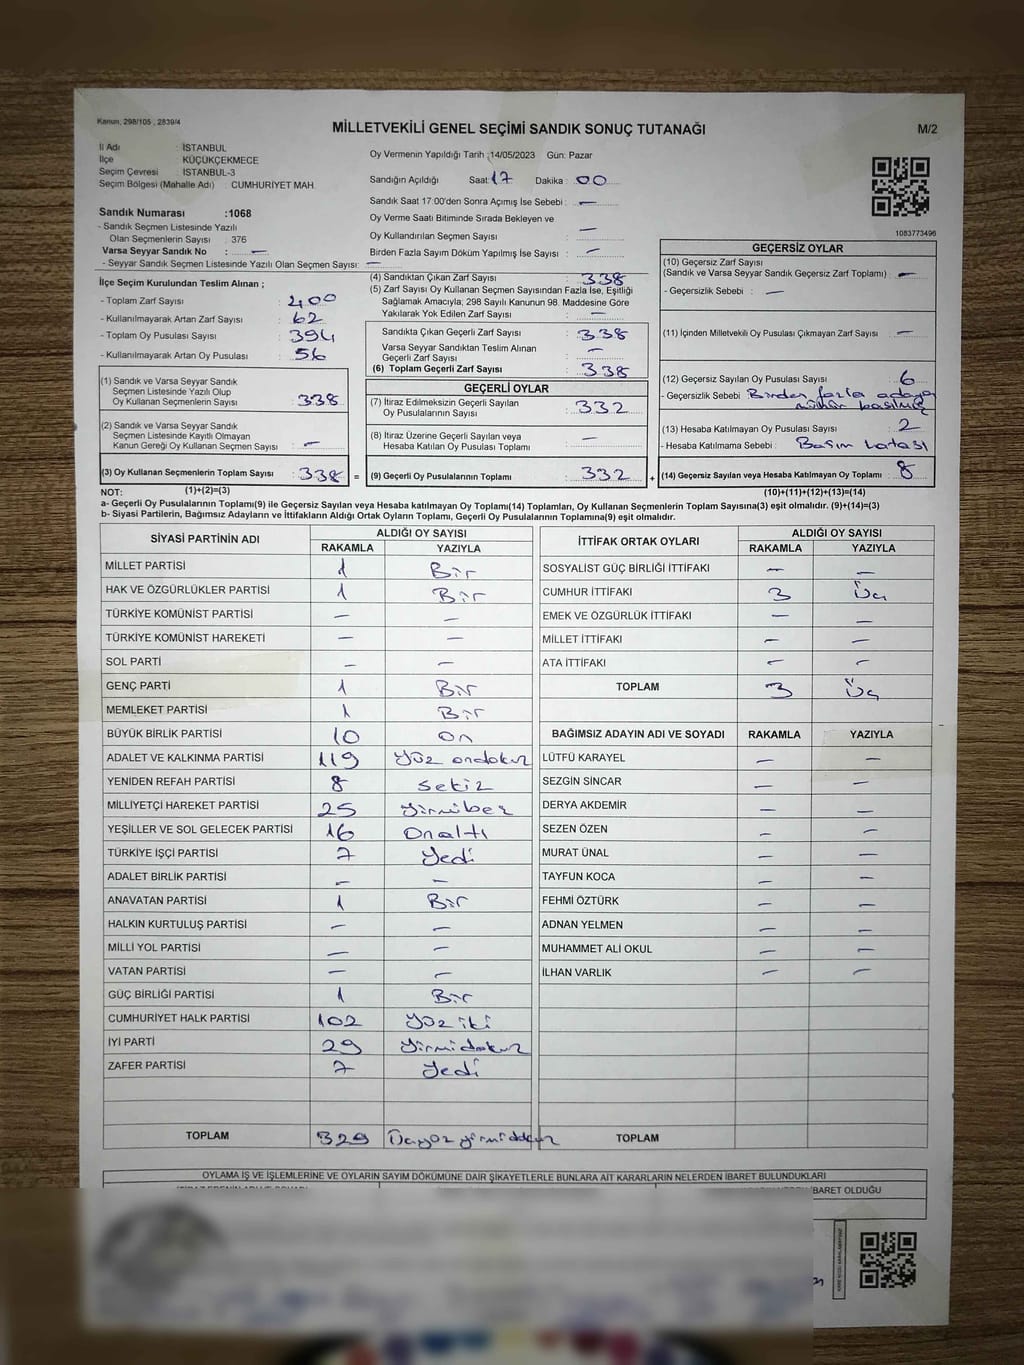 Kanun, 298/105 , 2839/4
MİLLETVEKİLİ GENEL SEÇİMİ SANDIK SONUÇ TUTANAĞI
M/2
İl Adı : İSTANBUL
İlçe : KÜÇÜKÇEKMECE
Seçim Çevresi : İSTANBUL-3
Seçim Bölgesi (Mahalle Adı) : CUMHURİYET MAH.
Oy Vermenin Yapıldığı Tarih :14/05/2023 Gün: Pazar
Sandığın Açıldığı Saat: 17 Dakika : 00
Sandık Saat 17:00'den Sonra Açımış İse Sebebi : —
Oy Verme Saati Bitiminde Sırada Bekleyen ve
Oy Kullandırılan Seçmen Sayısı : —
Birden Fazla Sayım Döküm Yapılmış İse Sayısı : —
Sandık Numarası :1068
- Sandık Seçmen Listesinde Yazılı
Olan Seçmenlerin Sayısı : 376
Varsa Seyyar Sandık No : —
- Seyyar Sandık Seçmen Listesinde Yazılı Olan Seçmen Sayısı: —
1083773496
İlçe Seçim Kurulundan Teslim Alınan ;
- Toplam Zarf Sayısı : 400
- Kullanılmayarak Artan Zarf Sayısı : 62
- Toplam Oy Pusulası Sayısı : 394
- Kullanılmayarak Artan Oy Pusulası : 56
(1) Sandık ve Varsa Seyyar Sandık
Seçmen Listesinde Yazılı Olup
Oy Kullanan Seçmenlerin Sayısı : 338
(2) Sandık ve Varsa Seyyar Sandık
Seçmen Listesinde Kayıtlı Olmayan
Kanun Gereği Oy Kullanan Seçmen Sayısı : —
(3) Oy Kullanan Seçmenlerin Toplam Sayısı : 338 =
(4) Sandıktan Çıkan Zarf Sayısı : 338
(5) Zarf Sayısı Oy Kullanan Seçmen Sayısından Fazla İse, Eşitliği
Sağlamak Amacıyla; 298 Sayılı Kanunun 98. Maddesine Göre
Yakılarak Yok Edilen Zarf Sayısı : —
Sandıkta Çıkan Geçerli Zarf Sayısı : 338
Varsa Seyyar Sandıktan Teslim Alınan
Geçerli Zarf Sayısı : —
(6) Toplam Geçerli Zarf Sayısı : 338
GEÇERLİ OYLAR
(7) İtiraz Edilmeksizin Geçerli Sayılan
Oy Pusulalarının Sayısı : 332
(8) İtiraz Üzerine Geçerli Sayılan veya
Hesaba Katılan Oy Pusulası Toplamı : —
(9) Geçerli Oy Pusulalarının Toplamı : 332 +
GEÇERSİZ OYLAR
(10) Geçersiz Zarf Sayısı
(Sandık ve Varsa Seyyar Sandık Geçersiz Zarf Toplamı) : —
- Geçersizlik Sebebi : —
(11) İçinden Milletvekili Oy Pusulası Çıkmayan Zarf Sayısı : —
(12) Geçersiz Sayılan Oy Pusulası Sayısı : 6
- Geçersizlik Sebebi : Birden fazla adaya
mühür basılmış
(13) Hesaba Katılmayan Oy Pusulası Sayısı : 2
- Hesaba Katılmama Sebebi : Basım hatası
(14) Geçersiz Sayılan veya Hesaba Katılmayan Oy Toplamı : 8
NOT: (1)+(2)=(3)
(10)+(11)+(12)+(13)=(14)
a- Geçerli Oy Pusulalarının Toplamı(9) ile Geçersiz Sayılan veya Hesaba katılmayan Oy Toplamı(14) Toplamları, Oy Kullanan Seçmenlerin Toplam Sayısına(3) eşit olmalıdır. (9)+(14)=(3)
b- Siyasi Partilerin, Bağımsız Adayların ve İttifakların Aldığı Ortak Oyların Toplamı, Geçerli Oy Pusulalarının Toplamına(9) eşit olmalıdır.
SİYASİ PARTİNİN ADI ALDIĞI OY SAYISI
RAKAMLA YAZIYLA
MİLLET PARTİSİ 1 Bir
HAK VE ÖZGÜRLÜKLER PARTİSİ 1 Bir
TÜRKİYE KOMÜNİST PARTİSİ — —
TÜRKİYE KOMÜNİST HAREKETİ — —
SOL PARTİ — —
GENÇ PARTİ 1 Bir
MEMLEKET PARTİSİ 1 Bir
BÜYÜK BİRLİK PARTİSİ 10 On
ADALET VE KALKINMA PARTİSİ 119 Yüz ondokuz
YENİDEN REFAH PARTİSİ 8 Sekiz
MİLLİYETÇİ HAREKET PARTİSİ 25 Yirmibeş
YEŞİLLER VE SOL GELECEK PARTİSİ 16 Onaltı
TÜRKİYE İŞÇİ PARTİSİ 7 Yedi
ADALET BİRLİK PARTİSİ — —
ANAVATAN PARTİSİ 1 Bir
HALKIN KURTULUŞ PARTİSİ — —
MİLLİ YOL PARTİSİ — —
VATAN PARTİSİ — —
GÜÇ BİRLİĞİ PARTİSİ 1 Bir
CUMHURİYET HALK PARTİSİ 102 Yüz iki
İYİ PARTİ 29 Yirmidokuz
ZAFER PARTİSİ 7 Yedi
TOPLAM 329 Üçyüz yirmidokuz
İTTİFAK ORTAK OYLARI ALDIĞI OY SAYISI
RAKAMLA YAZIYLA
SOSYALIST GÜÇ BİRLİĞİ İTTİFAKI — —
CUMHUR İTTİFAKI 3 Üç
EMEK VE ÖZGÜRLÜK İTTİFAKI — —
MİLLET İTTİFAKI — —
ATA İTTİFAKI — —
TOPLAM 3 Üç
BAĞIMSIZ ADAYIN ADI VE SOYADI RAKAMLA YAZIYLA
LÜTFÜ KARAYEL — —
SEZGİN SİNCAR — —
DERYA AKDEMİR — —
SEZEN ÖZEN — —
MURAT ÜNAL — —
TAYFUN KOCA — —
FEHMİ ÖZTÜRK — —
ADNAN YELMEN — —
MUHAMMET ALİ OKUL — —
İLHAN VARLIK — —
TOPLAM
OYLAMA İŞ VE İŞLEMLERİNE VE OYLARIN SAYIM DÖKÜMÜNE DAİR ŞİKAYETLERLE BUNLARA AİT KARARLARIN NELERDEN İBARET BULUNDUKLARI
İBARET OLDUĞU